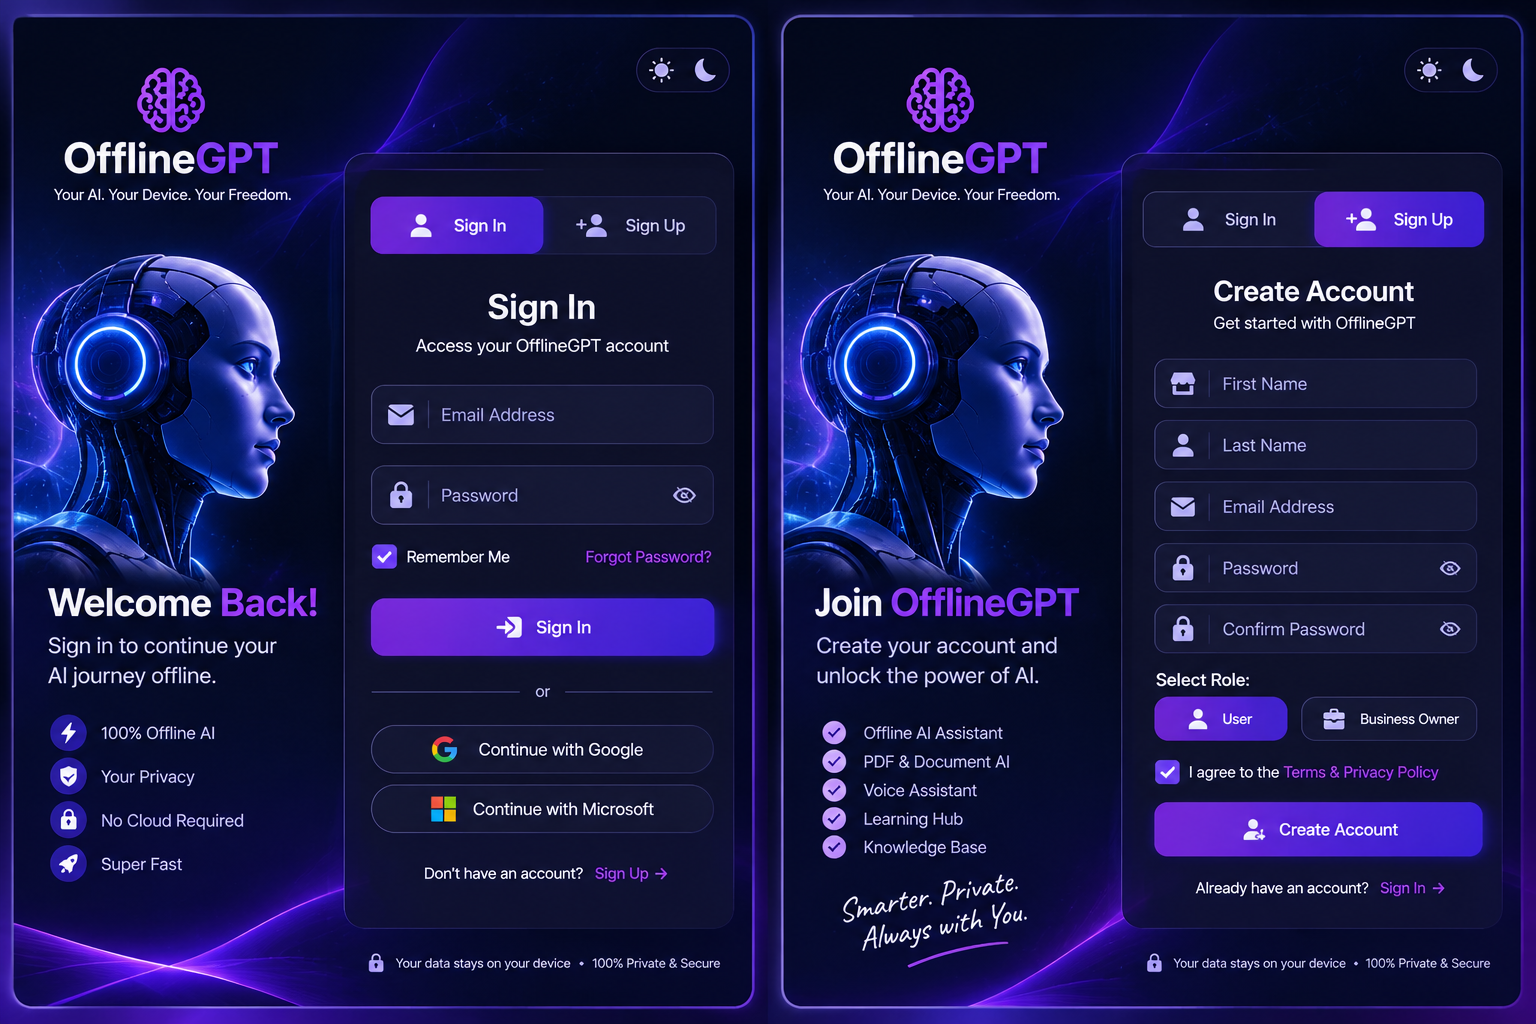 OfflineGPT
Your AI. Your Device. Your Freedom.
Sign In
Sign Up
Sign In
Access your OfflineGPT account
Email Address
Password
Remember Me
Forgot Password?
Sign In
or
Continue with Google
Continue with Microsoft
Don't have an account? Sign Up →
Welcome Back!
Sign in to continue your
AI journey offline.
100% Offline AI
Your Privacy
No Cloud Required
Super Fast
Your data stays on your device • 100% Private & Secure
OfflineGPT
Your AI. Your Device. Your Freedom.
Sign In
Sign Up
Create Account
Get started with OfflineGPT
First Name
Last Name
Email Address
Password
Confirm Password
Select Role:
User
Business Owner
I agree to the Terms & Privacy Policy
Create Account
Already have an account? Sign In →
Join OfflineGPT
Create your account and
unlock the power of AI.
Offline AI Assistant
PDF & Document AI
Voice Assistant
Learning Hub
Knowledge Base
Smarter. Private.
Always with You.
Your data stays on your device • 100% Private & Secure